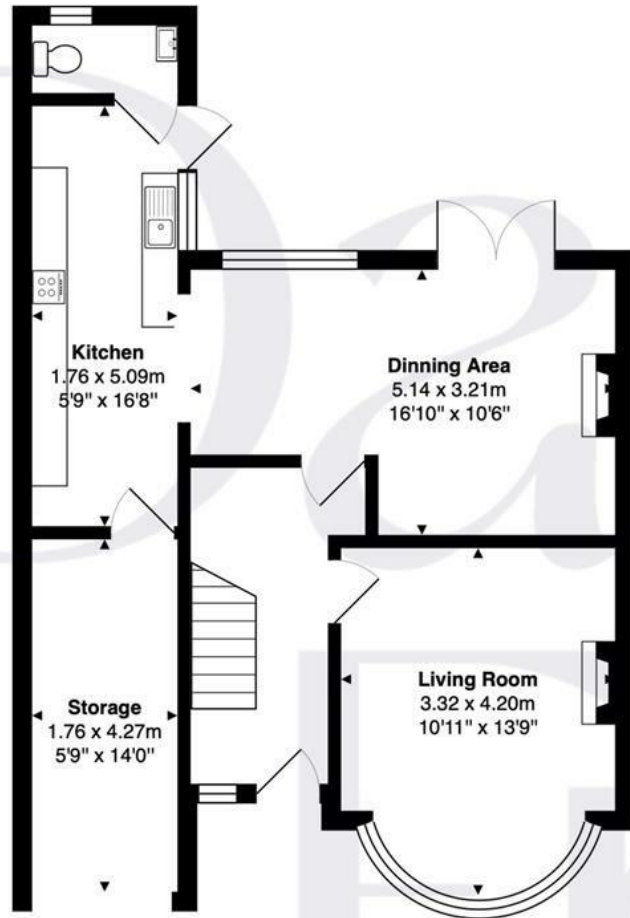 Kitchen
1.76 x 5.09m
5'9" x 16'8"
Dinning Area
5.14 x 3.21m
16'10" x 10'6"
Storage
1.76 x 4.27m
5'9" x 14'0"
Living Room
3.32 x 4.20m
10'11" x 13'9"